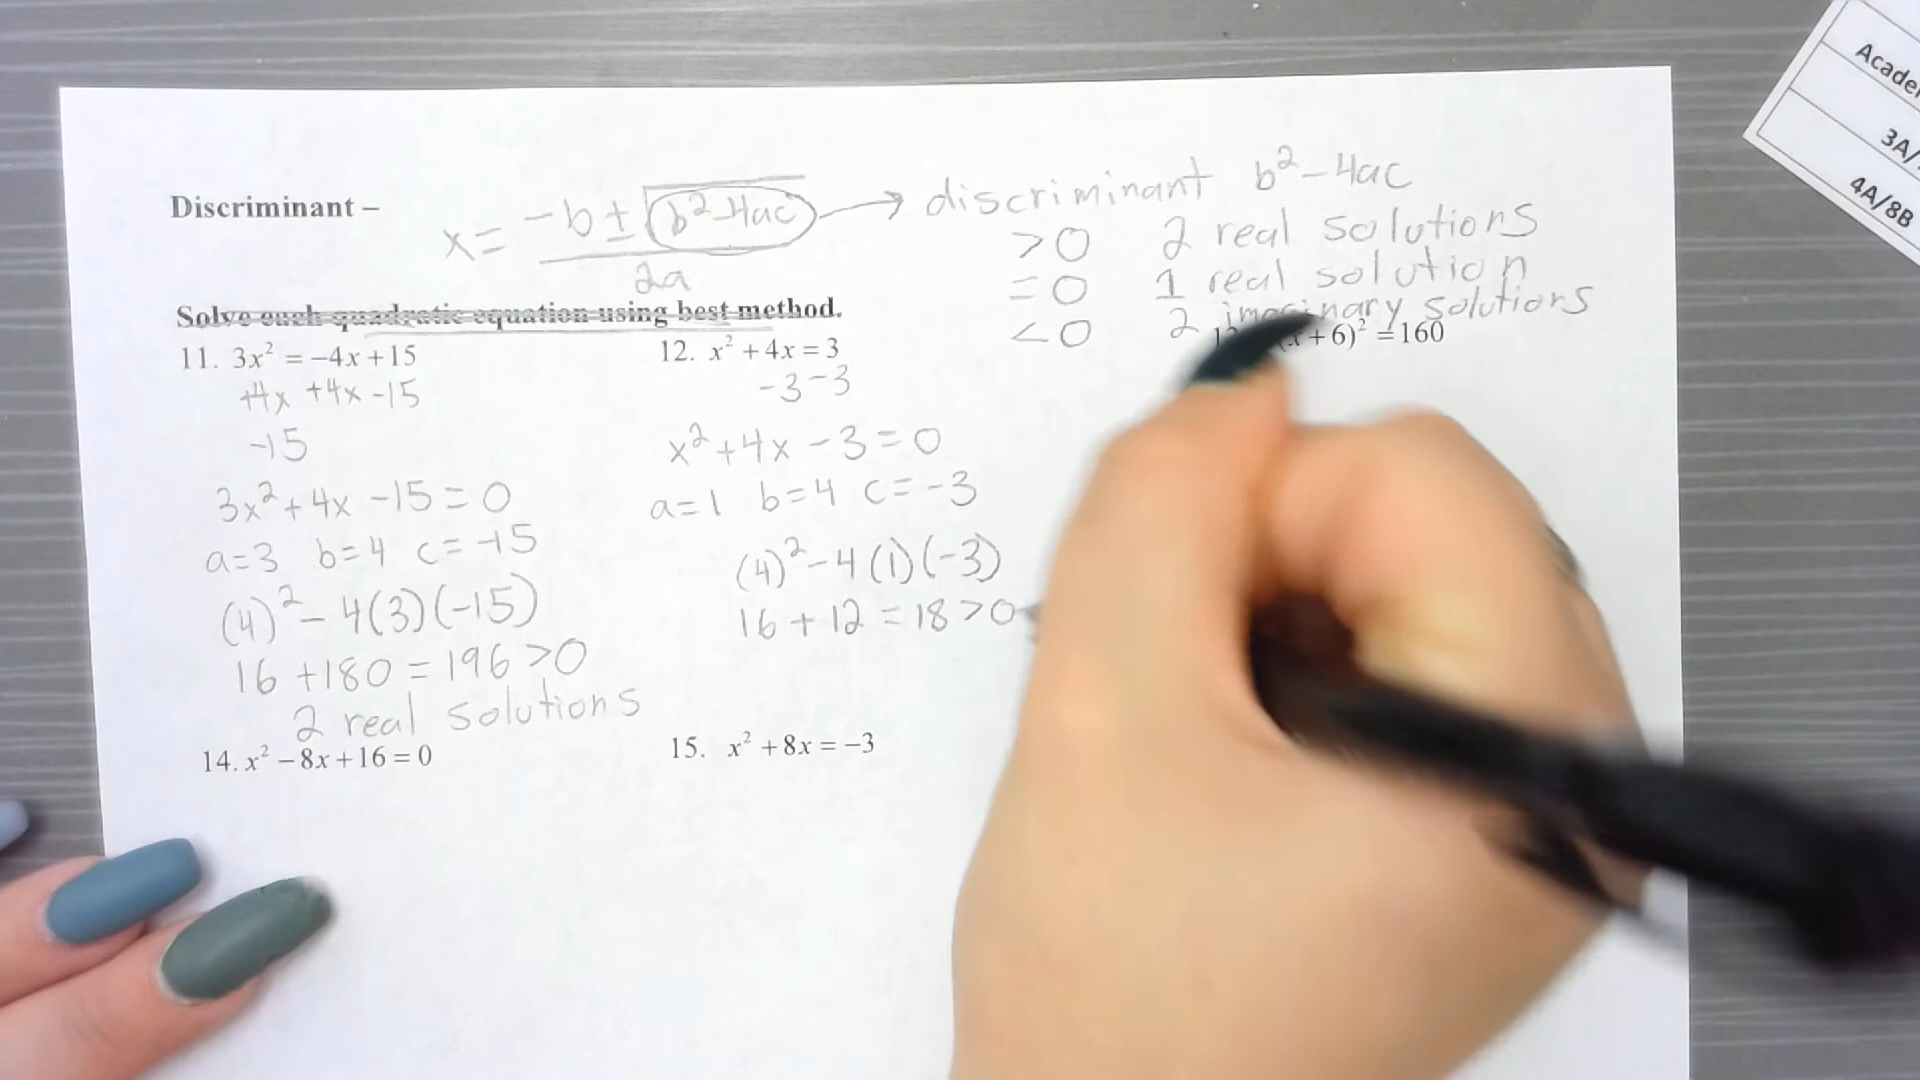 Discriminant –
x = -b ± √b²-4ac / 2a → discriminant b²-4ac
>0 2 real solutions
=0 1 real solution
<0 2 imaginary solutions
Solve each quadratic equation using best method.
11. 3x² = −4x + 15
+4x +4x -15
-15
3x² + 4x - 15 = 0
a=3 b=4 c=-15
(4)² - 4(3)(-15)
16 + 180 = 196 > 0
2 real solutions
12. x² + 4x = 3
-3 -3
x² + 4x - 3 = 0
a=1 b=4 c=-3
(4)² - 4(1)(-3)
16 + 12 = 18 > 0
+ 6)² = 160
14. x² − 8x + 16 = 0
15. x² + 8x = −3
3A/
4A/8B